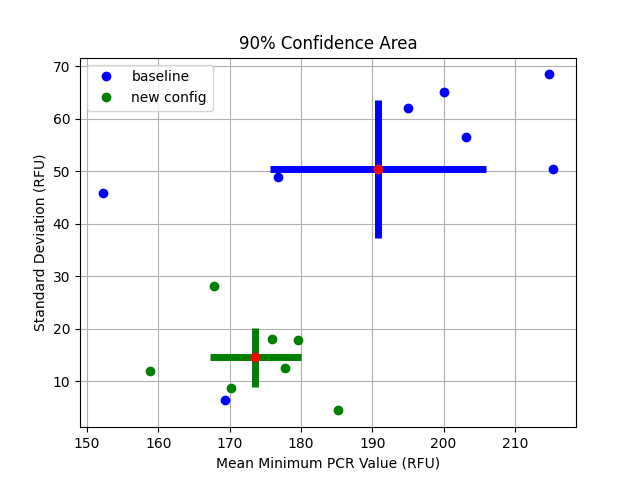 90% Confidence Area
baseline
new config
Standard Deviation (RFU)
70
60
50
40
30
20
10
150 160 170 180 190 200 210
Mean Minimum PCR Value (RFU)